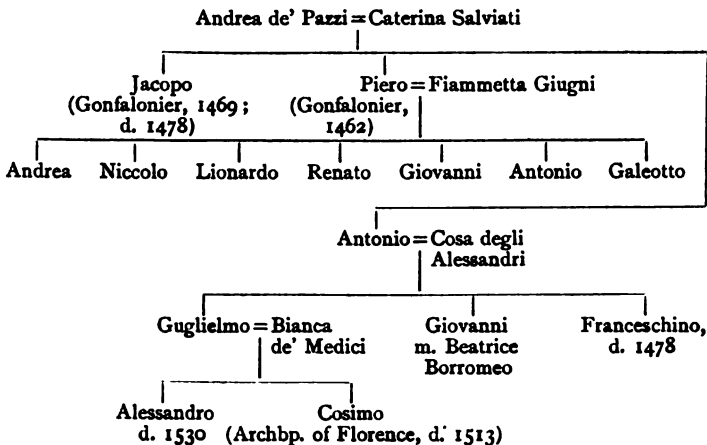 Andrea de' Pazzi = Caterina Salviati
Jacopo
(Gonfalonier, 1469;
d. 1478)
Piero = Fiammetta Giugni
(Gonfalonier,
1462)
Andrea Niccolo Lionardo Renato Giovanni Antonio Galeotto
Antonio = Cosa degli
Alessandri
Guglielmo = Bianca
de' Medici
Giovanni
m. Beatrice
Borromeo
Franceschino,
d. 1478
Alessandro
d. 1530
Cosimo
(Archbp. of Florence, d. 1513)